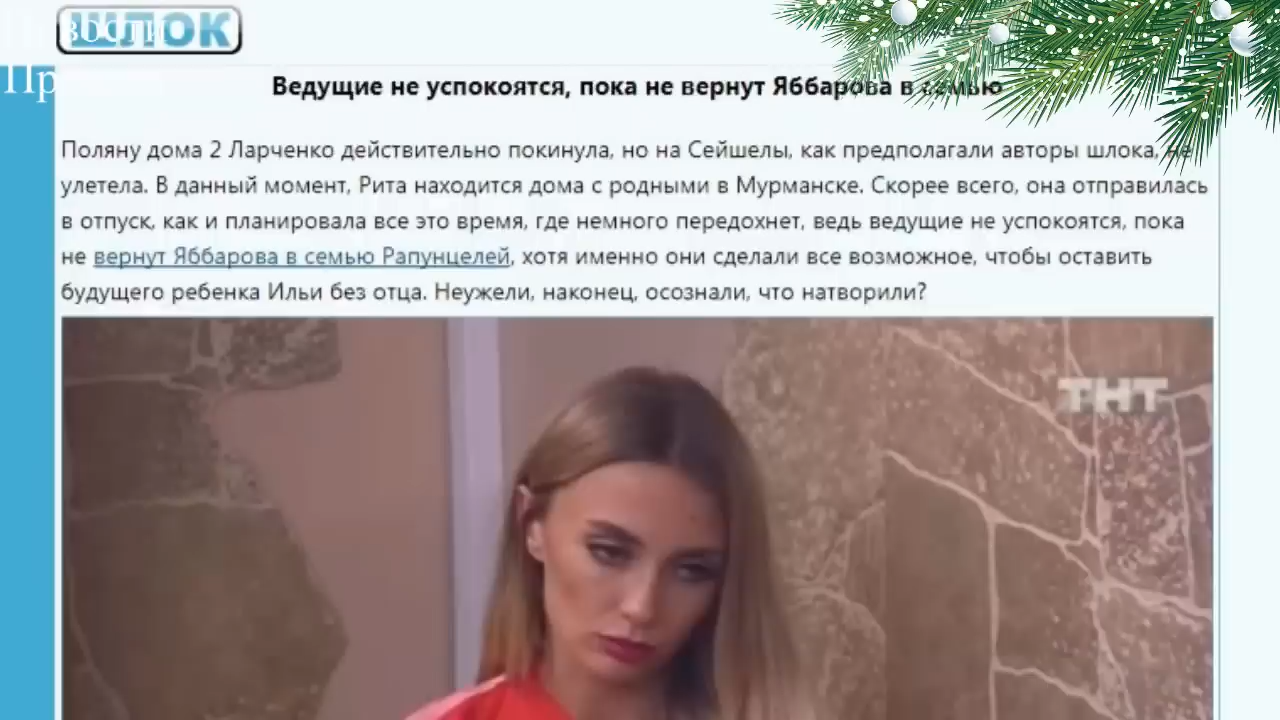 ШЛОК
Ведущие не успокоятся, пока не вернут Яббарова в семью
Поляну дома 2 Ларченко действительно покинула, но на Сейшелы, как предполагали авторы шлока, не
улетела. В данный момент, Рита находится дома с родными в Мурманске. Скорее всего, она отправилась
в отпуск, как и планировала все это время, где немного передохнет, ведь ведущие не успокоятся, пока
не вернут Яббарова в семью Рапунцелей, хотя именно они сделали все возможное, чтобы оставить
будущего ребенка Ильи без отца. Неужели, наконец, осознали, что натворили?
ТНТ